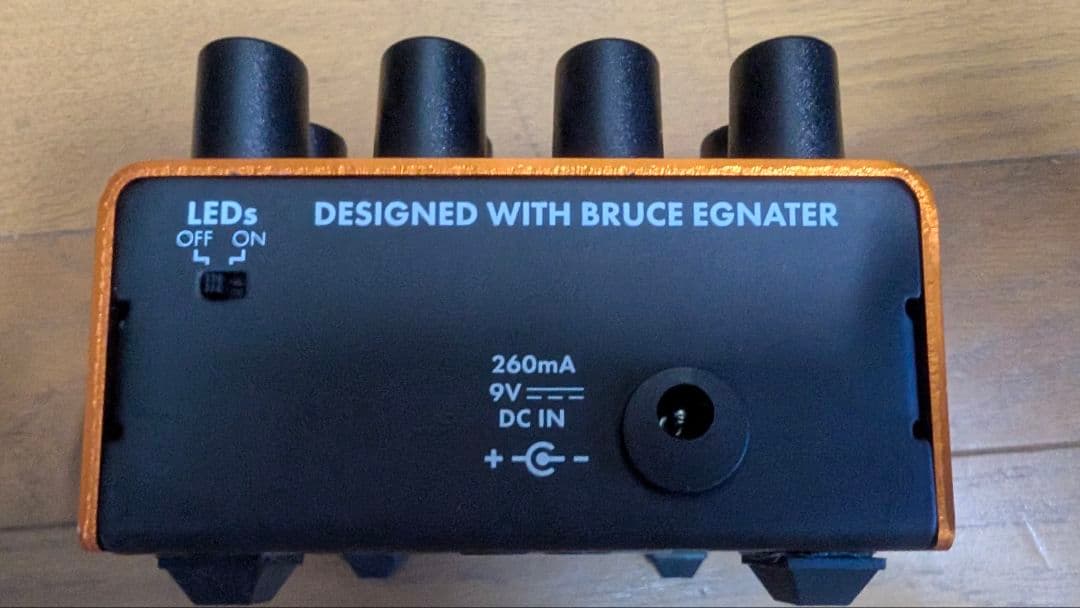 LEDs
OFF ON
DESIGNED WITH BRUCE EGNATER
260mA
9V
DC IN
+ -